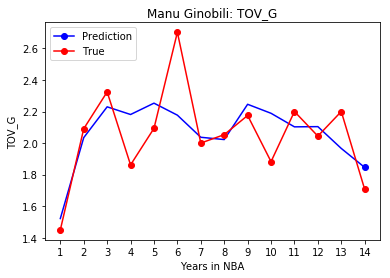 Manu Ginobili: TOV_G
Prediction
True
TOV_G
2.6
2.4
2.2
2.0
1.8
1.6
1.4
1 2 3 4 5 6 7 8 9 10 11 12 13 14
Years in NBA